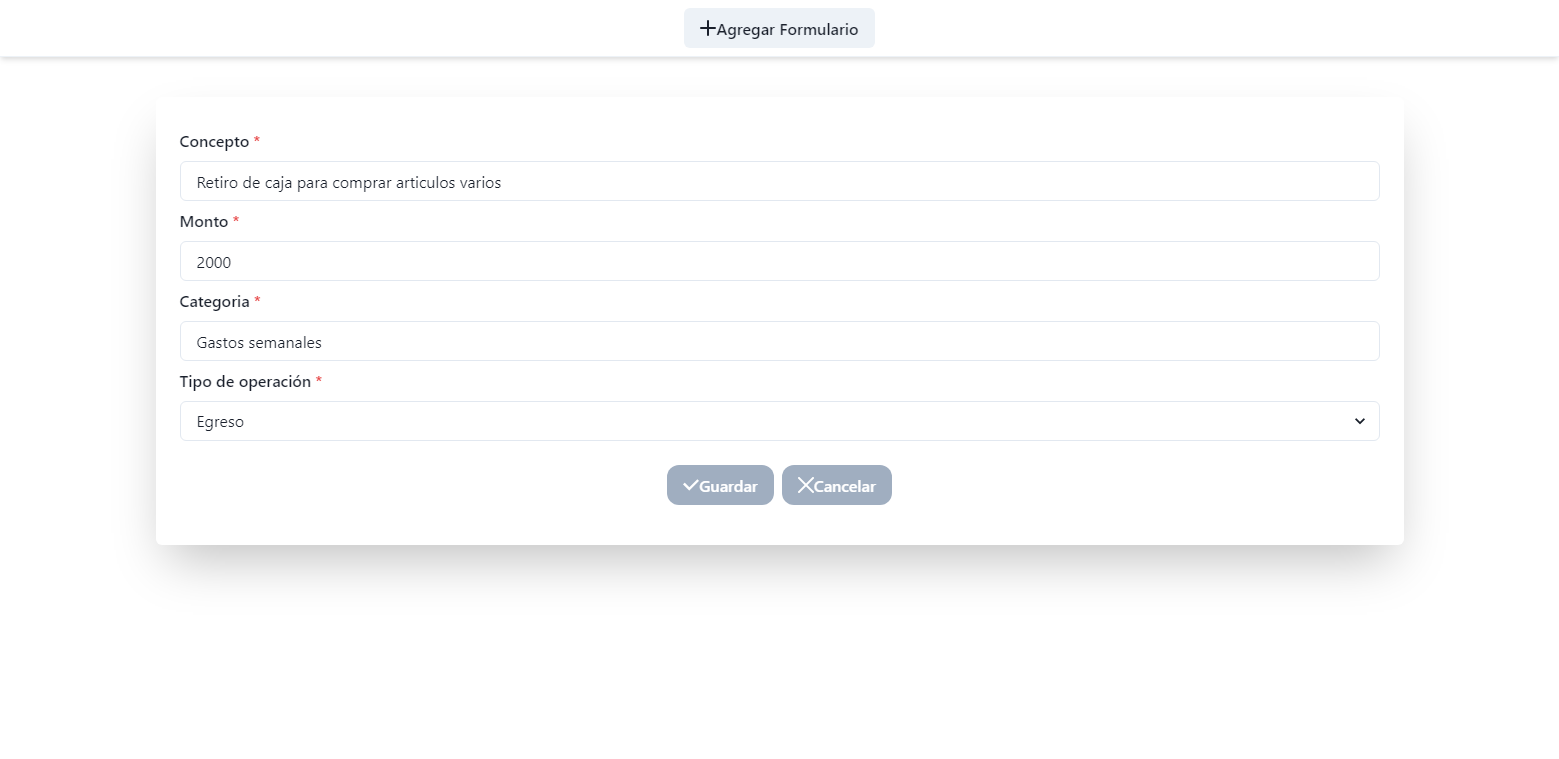 Agregar Formulario
Concepto *
Retiro de caja para comprar articulos varios
Monto *
2000
Categoria *
Gastos semanales
Tipo de operación *
Egreso
Guardar Cancelar